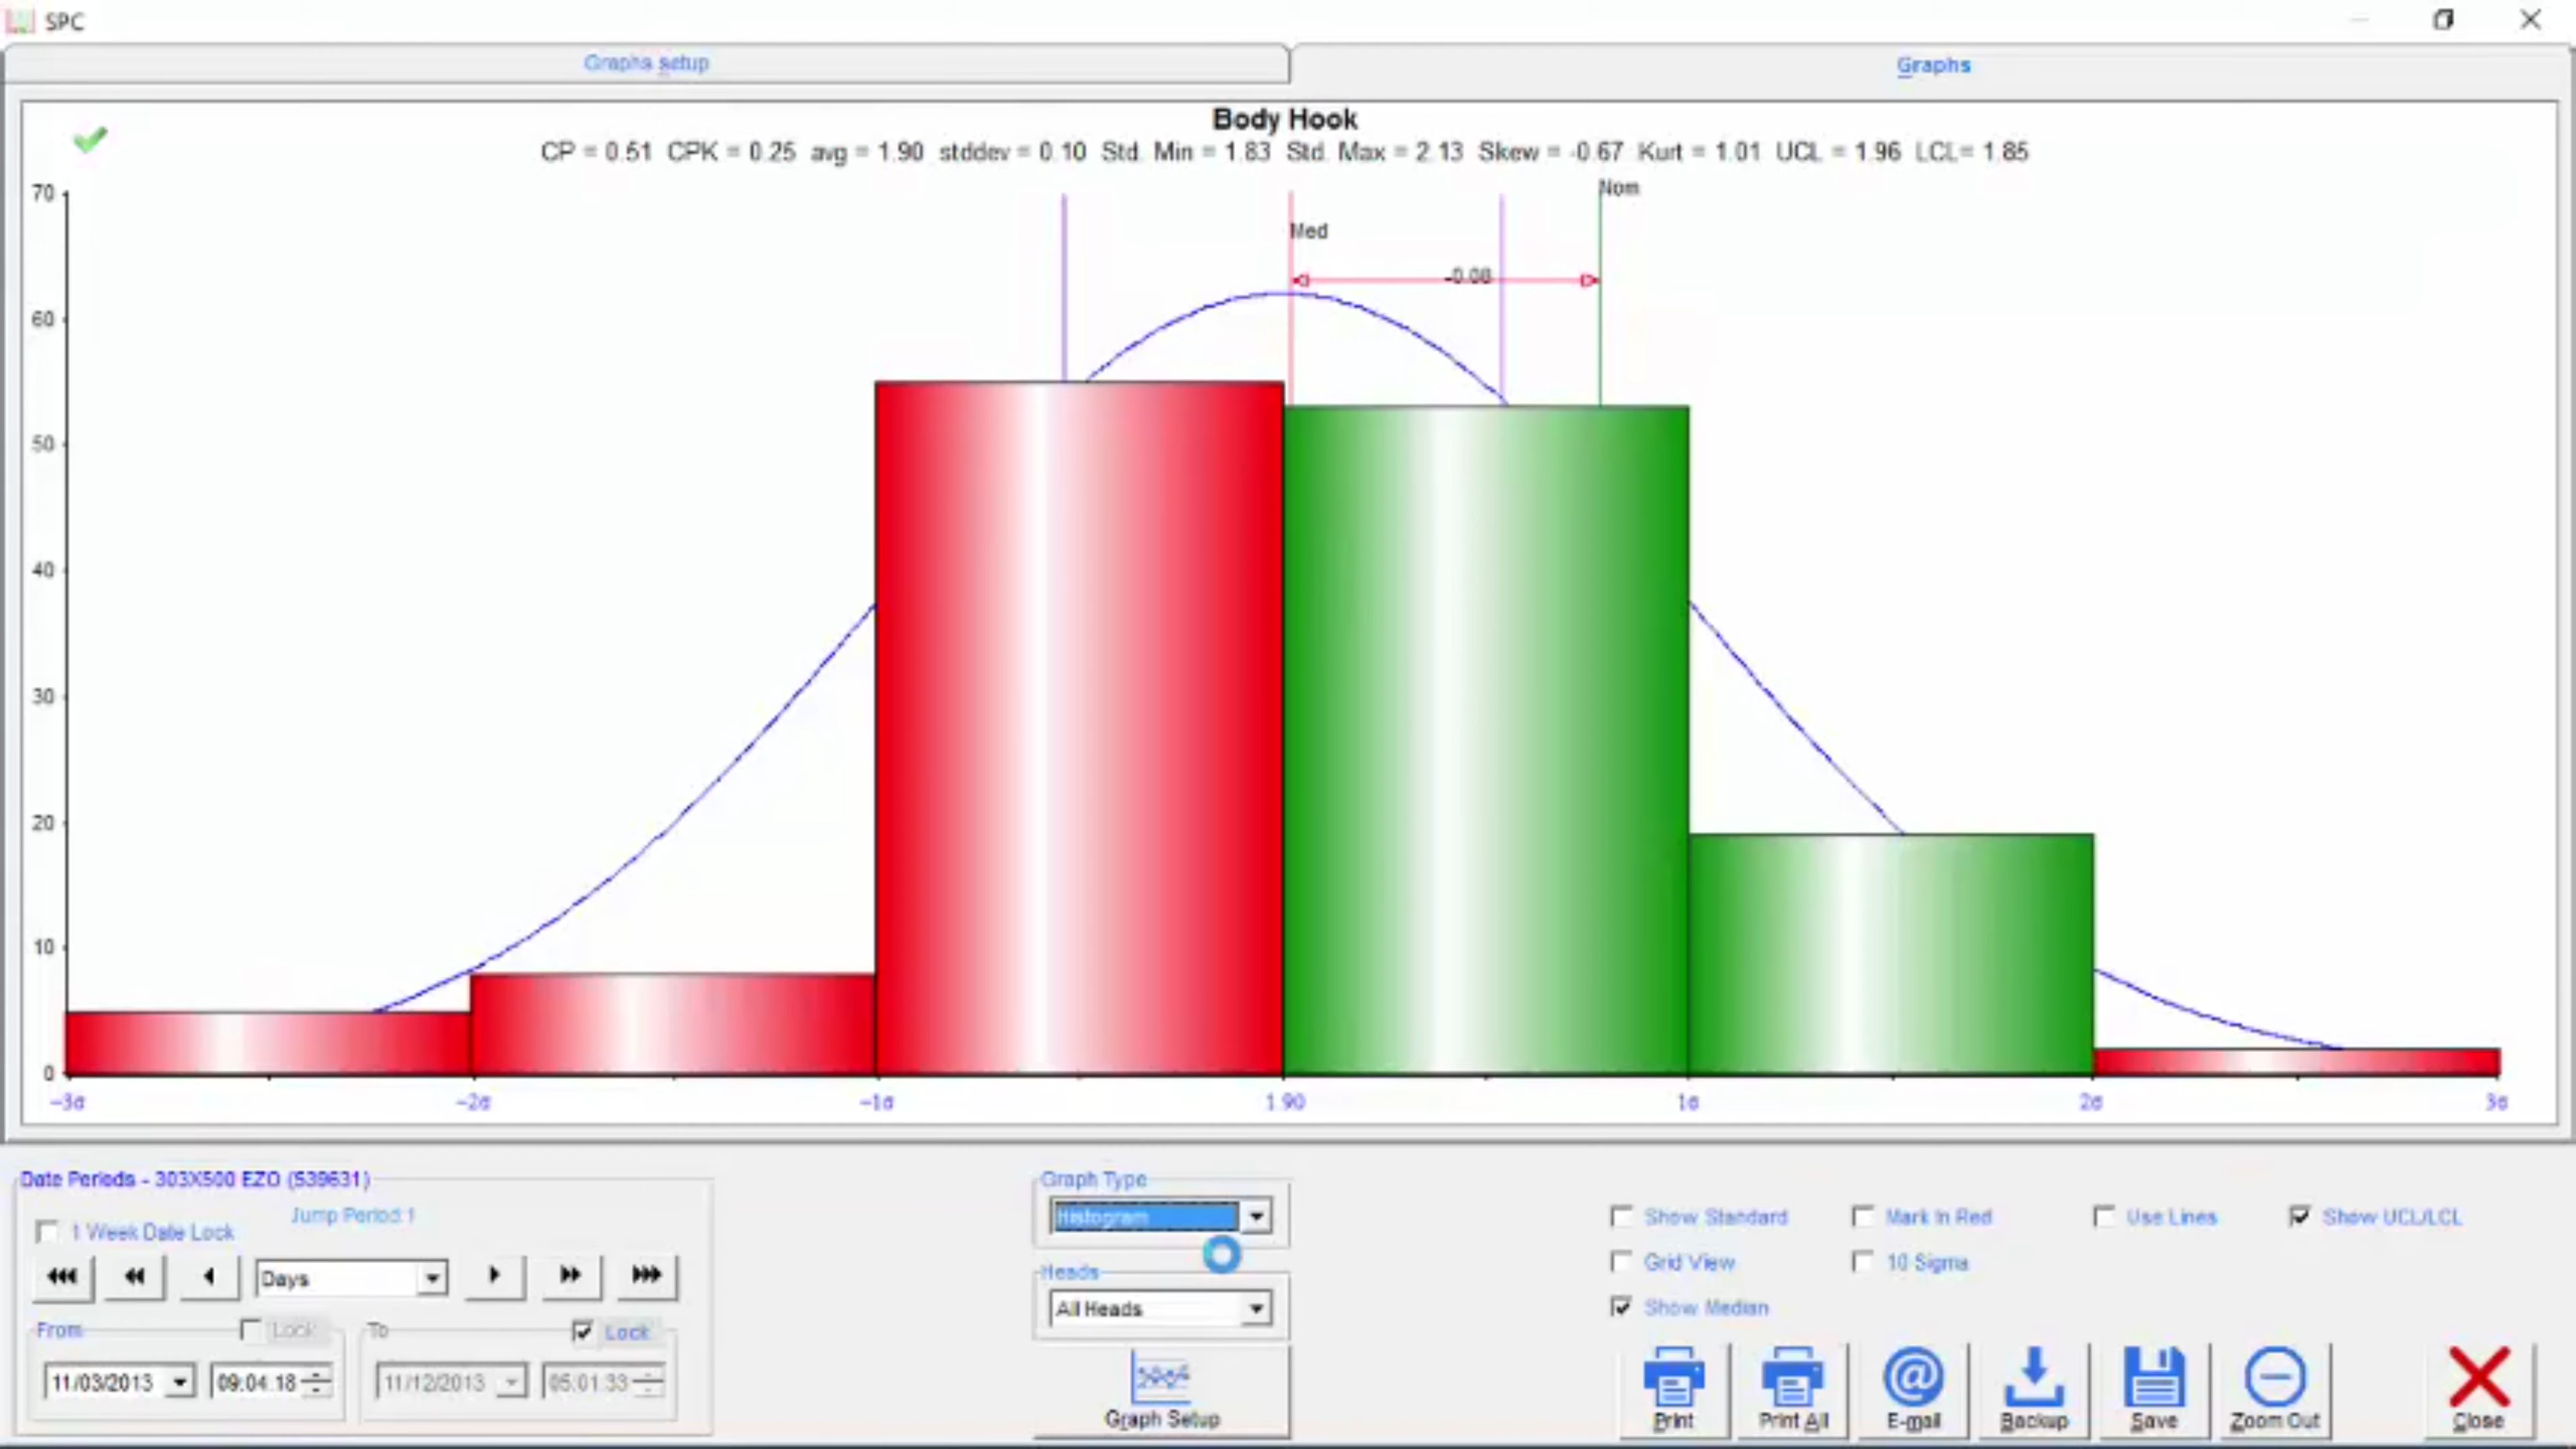 SPC
Graphs setup
Graphs
Body Hook
CP = 0.51 CPK = 0.25 avg = 1.90 stddev = 0.10 Std. Min = 1.83 Std. Max = 2.13 Skew = -0.67 Kurt = 1.01 UCL = 1.96 LCL= 1.85
Nom
Med
-0.08
70
60
50
40
30
20
10
0
-3σ -2σ -1σ 1.90 1σ 2σ 3σ
Date Periods - 303X500 EZO (539631)
Jump Period:1
1 Week Date Lock
Days
From Lock To Lock
11/03/2013 09:04:18 11/12/2013 05:01:33
Graph Type
Histogram
Heads
All Heads
Graph Setup
Show Standard Mark In Red Use Lines Show UCL/LCL
Grid View 10 Sigma
Show Median
Print Print All E-mail Backup Save Zoom Out Close